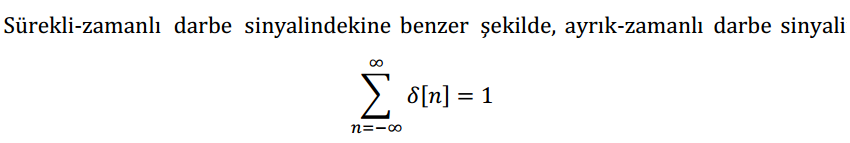 Sürekli-zamanlı darbe sinyalindekine benzer şekilde, ayrık-zamanlı darbe sinyali
∞
∑ δ[n] = 1
n=−∞